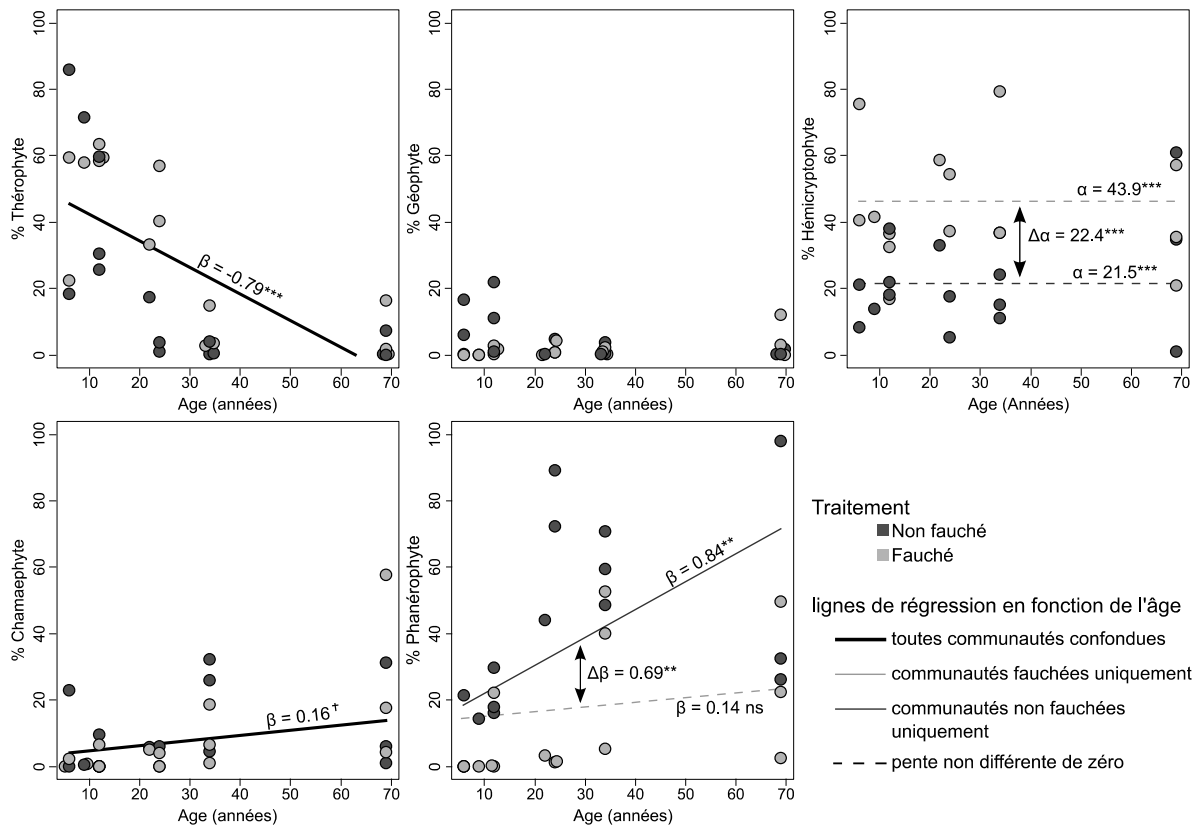 100
80
60
40
20
0
% Thérophyte
β = -0.79***
10 20 30 40 50 60 70
Age (années)
100
80
60
40
20
0
% Géophyte
10 20 30 40 50 60 70
Age (années)
100
80
60
40
20
0
% Hémicryptophyte
α = 43.9***
Δα = 22.4***
α = 21.5***
10 20 30 40 50 60 70
Age (Années)
100
80
60
40
20
0
% Chamaephyte
β = 0.16†
10 20 30 40 50 60 70
Age (années)
100
80
60
40
20
0
% Phanérophyte
β = 0.84**
Δβ = 0.69**
β = 0.14 ns
10 20 30 40 50 60 70
Age (années)
Traitement
Non fauché
Fauché
lignes de régression en fonction de l'âge
toutes communautés confondues
communautés fauchées uniquement
communautés non fauchées
uniquement
pente non différente de zéro